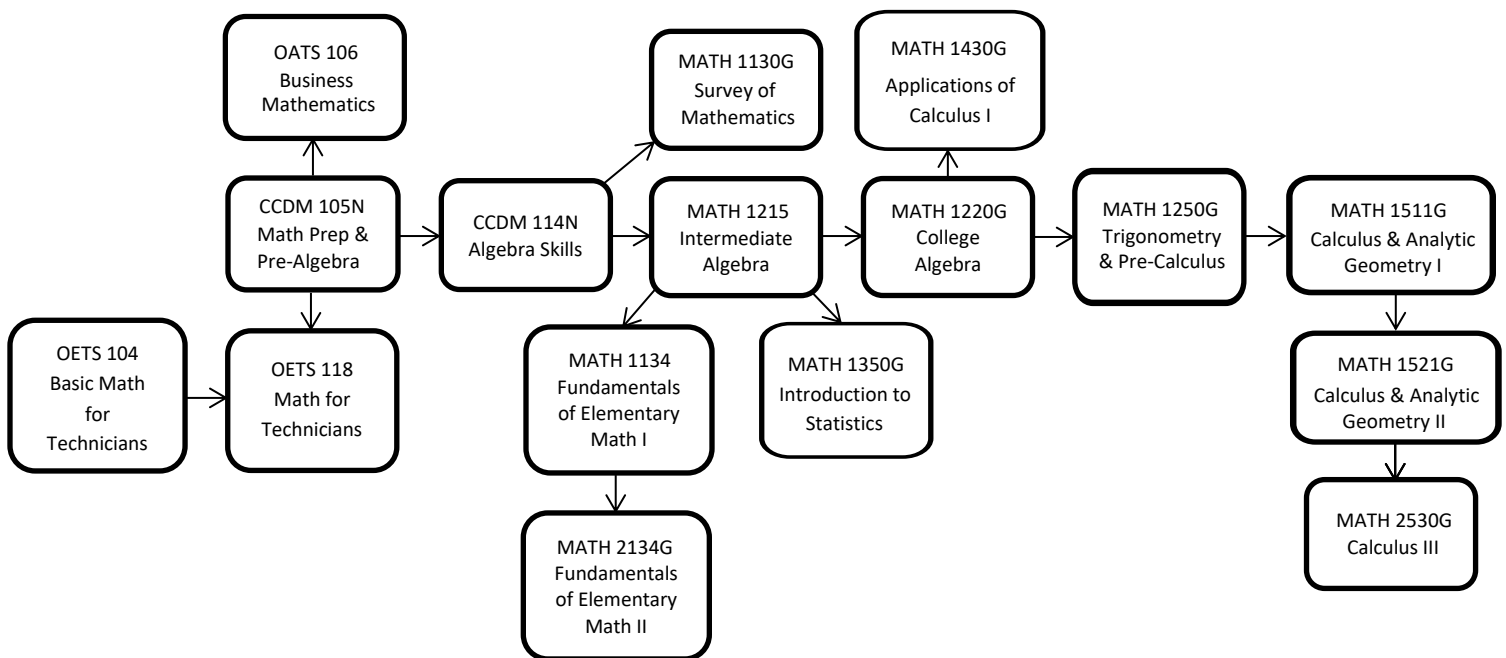 OATS 106
Business
Mathematics
MATH 1130G
Survey of
Mathematics
MATH 1430G
Applications of
Calculus I
CCDM 105N
Math Prep &
Pre-Algebra
CCDM 114N
Algebra Skills
MATH 1215
Intermediate
Algebra
MATH 1220G
College
Algebra
MATH 1250G
Trigonometry
& Pre-Calculus
MATH 1511G
Calculus & Analytic
Geometry I
OETS 104
Basic Math
for
Technicians
OETS 118
Math for
Technicians
MATH 1134
Fundamentals
of Elementary
Math I
MATH 1350G
Introduction to
Statistics
MATH 1521G
Calculus & Analytic
Geometry II
MATH 2134G
Fundamentals
of Elementary
Math II
MATH 2530G
Calculus III